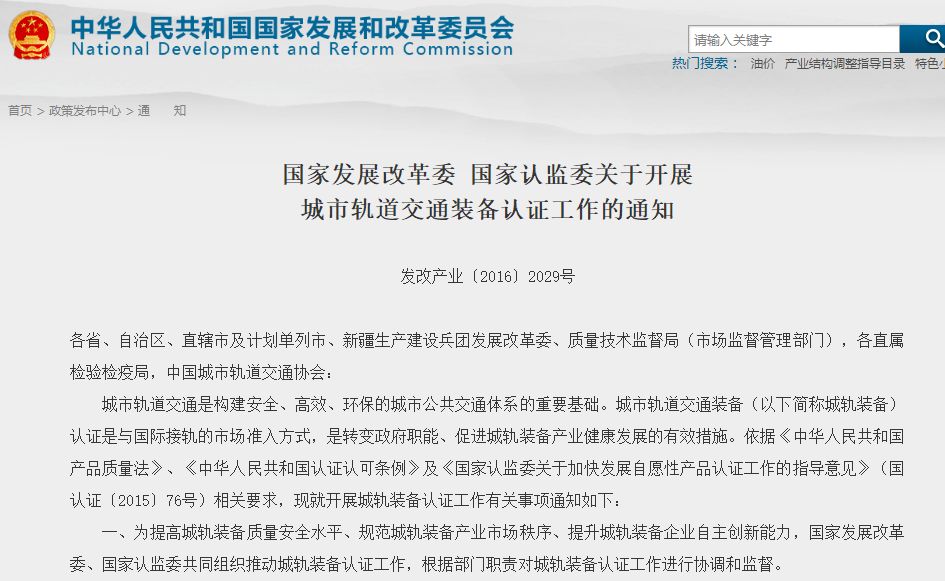 中华人民共和国国家发展和改革委员会
National Development and Reform Commission
请输入关键字
热门搜索： 油价 产业结构调整指导目录 特色小
首页 > 政策发布中心 > 通 知
国家发展改革委 国家认监委关于开展
城市轨道交通装备认证工作的通知
发改产业〔2016〕2029号
各省、自治区、直辖市及计划单列市、新疆生产建设兵团发展改革委、质量技术监督局（市场监督管理部门），各直属
检验检疫局，中国城市轨道交通协会：
城市轨道交通是构建安全、高效、环保的城市公共交通体系的重要基础。城市轨道交通装备（以下简称城轨装备）
认证是与国际接轨的市场准入方式，是转变政府职能、促进城轨装备产业健康发展的有效措施。依据《中华人民共和国
产品质量法》、《中华人民共和国认证认可条例》及《国家认监委关于加快发展自愿性产品认证工作的指导意见》（国
认证〔2015〕76号）相关要求，现就开展城轨装备认证工作有关事项通知如下：
一、为提高城轨装备质量安全水平、规范城轨装备产业市场秩序、提升城轨装备企业自主创新能力，国家发展改革
委、国家认监委共同组织推动城轨装备认证工作，根据部门职责对城轨装备认证工作进行协调和监督。